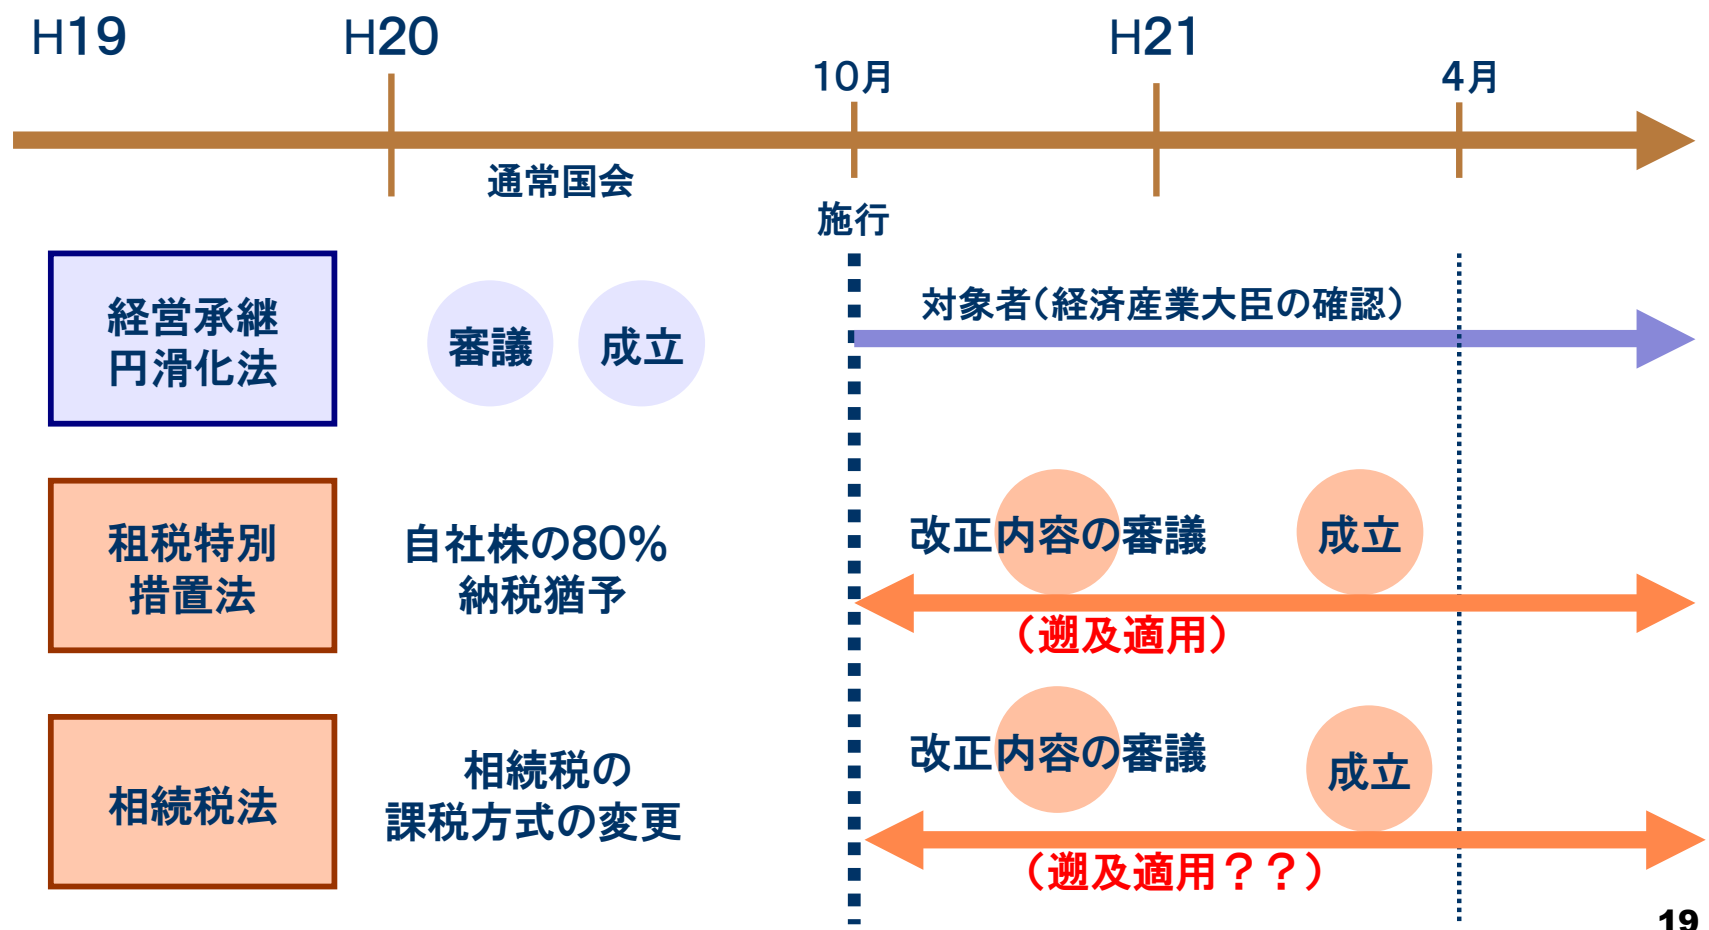 H19
H20
H21
10月
4月
通常国会
施行
経営承継
円滑化法
審議
成立
対象者(経済産業大臣の確認)
租税特別
措置法
自社株の80%
納税猶予
改正内容の審議
成立
(遡及適用)
相続税法
相続税の
課税方式の変更
改正内容の審議
成立
(遡及適用??)
19